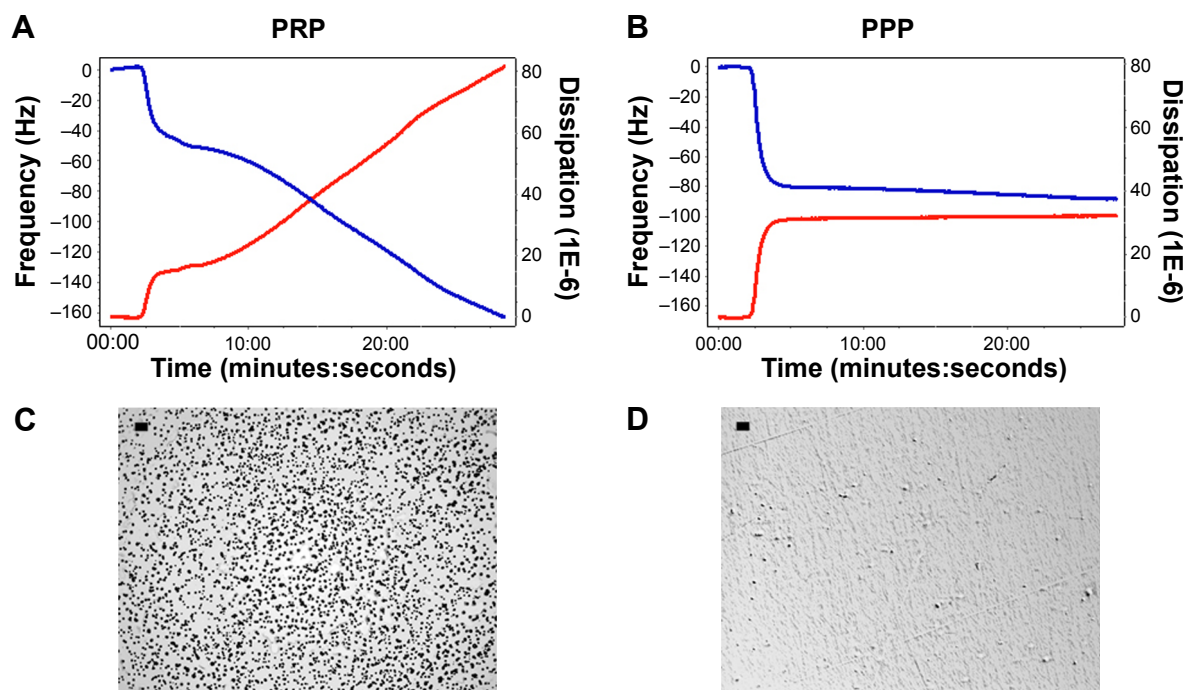 A
PRP
Frequency (Hz)
0
–20
–40
–60
–80
–100
–120
–140
–160
80
60
40
20
0
Dissipation (1E-6)
00:00
10:00
20:00
Time (minutes:seconds)
B
PPP
Frequency (Hz)
0
–20
–40
–60
–80
–100
–120
–140
–160
80
60
40
20
0
Dissipation (1E-6)
00:00
10:00
20:00
Time (minutes:seconds)
C
D